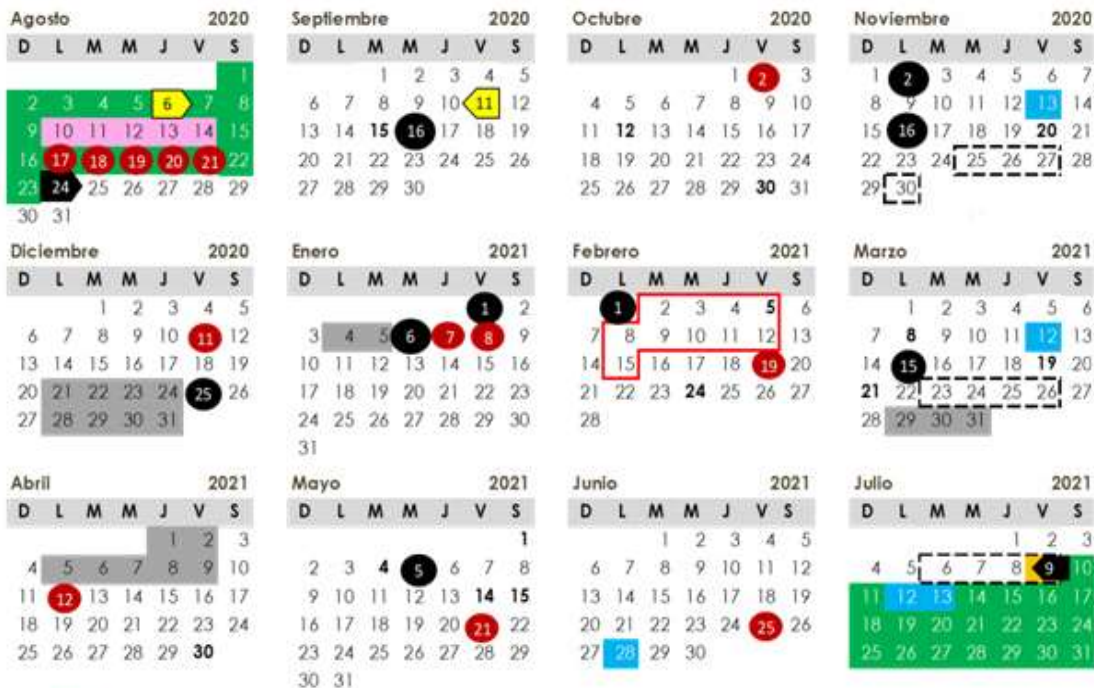 Agosto 2020
D L M M J V S
1
2 3 4 5 6 7 8
9 10 11 12 13 14 15
16 17 18 19 20 21 22
23 24 25 26 27 28 29
30 31
Septiembre 2020
D L M M J V S
1 2 3 4 5
6 7 8 9 10 11 12
13 14 15 16 17 18 19
20 21 22 23 24 25 26
27 28 29 30
Octubre 2020
D L M M J V S
1 2 3
4 5 6 7 8 9 10
11 12 13 14 15 16 17
18 19 20 21 22 23 24
25 26 27 28 29 30 31
Noviembre 2020
D L M M J V S
1 2 3 4 5 6 7
8 9 10 11 12 13 14
15 16 17 18 19 20 21
22 23 24 25 26 27 28
29 30
Diciembre 2020
D L M M J V S
1 2 3 4 5
6 7 8 9 10 11 12
13 14 15 16 17 18 19
20 21 22 23 24 25 26
27 28 29 30 31
Enero 2021
D L M M J V S
1 2
3 4 5 6 7 8 9
10 11 12 13 14 15 16
17 18 19 20 21 22 23
24 25 26 27 28 29 30
31
Febrero 2021
D L M M J V S
1 2 3 4 5 6
7 8 9 10 11 12 13
14 15 16 17 18 19 20
21 22 23 24 25 26 27
28
Marzo 2021
D L M M J V S
1 2 3 4 5 6
7 8 9 10 11 12 13
14 15 16 17 18 19 20
21 22 23 24 25 26 27
28 29 30 31
Abril 2021
D L M M J V S
1 2 3
4 5 6 7 8 9 10
11 12 13 14 15 16 17
18 19 20 21 22 23 24
25 26 27 28 29 30
Mayo 2021
D L M M J V S
1
2 3 4 5 6 7 8
9 10 11 12 13 14 15
16 17 18 19 20 21 22
23 24 25 26 27 28 29
30 31
Junio 2021
D L M M J V S
1 2 3 4 5
6 7 8 9 10 11 12
13 14 15 16 17 18 19
20 21 22 23 24 25 26
27 28 29 30
Julio 2021
D L M M J V S
1 2 3
4 5 6 7 8 9 10
11 12 13 14 15 16 17
18 19 20 21 22 23 24
25 26 27 28 29 30 31